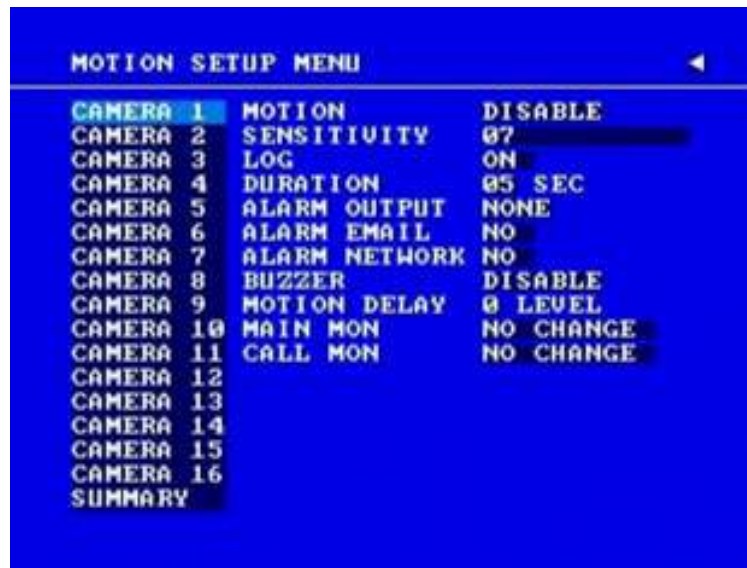 MOTION SETUP MENU
CAMERA 1 MOTION DISABLE
CAMERA 2 SENSITIVITY 07
CAMERA 3 LOG ON
CAMERA 4 DURATION 05 SEC
CAMERA 5 ALARM OUTPUT NONE
CAMERA 6 ALARM EMAIL NO
CAMERA 7 ALARM NETWORK NO
CAMERA 8 BUZZER DISABLE
CAMERA 9 MOTION DELAY 0 LEVEL
CAMERA 10 MAIN MON NO CHANGE
CAMERA 11 CALL MON NO CHANGE
CAMERA 12
CAMERA 13
CAMERA 14
CAMERA 15
CAMERA 16
SUMMARY